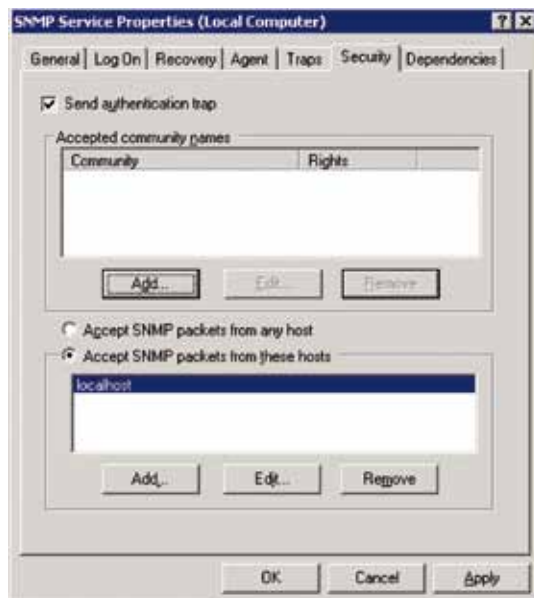 SNMP Service Properties (Local Computer)
General Log On Recovery Agent Traps Security Dependencies
Send authentication trap
Accepted community names
Community Rights
Add... Edit... Remove
Accept SNMP packets from any host
Accept SNMP packets from these hosts
localhost
Add... Edit... Remove
OK Cancel Apply